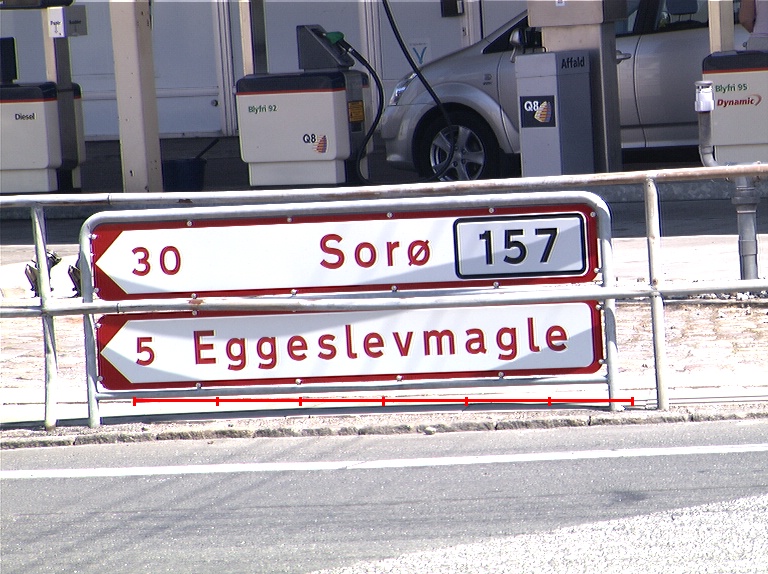 Affald
Diesel
Blyfri 92
Q8
Q8
Blyfri 95
Dynamic
30 Sorø 157
5 Eggeslevmagle